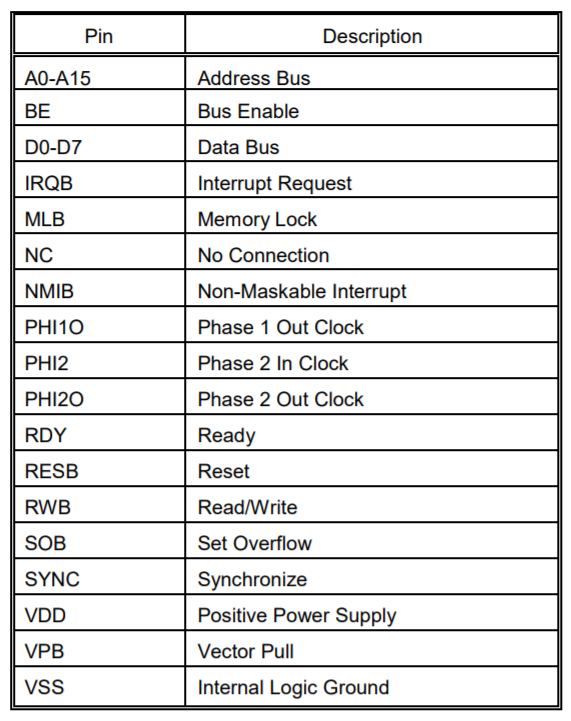 Pin Description
A0-A15 Address Bus
BE Bus Enable
D0-D7 Data Bus
IRQB Interrupt Request
MLB Memory Lock
NC No Connection
NMIB Non-Maskable Interrupt
PHI1O Phase 1 Out Clock
PHI2 Phase 2 In Clock
PHI2O Phase 2 Out Clock
RDY Ready
RESB Reset
RWB Read/Write
SOB Set Overflow
SYNC Synchronize
VDD Positive Power Supply
VPB Vector Pull
VSS Internal Logic Ground